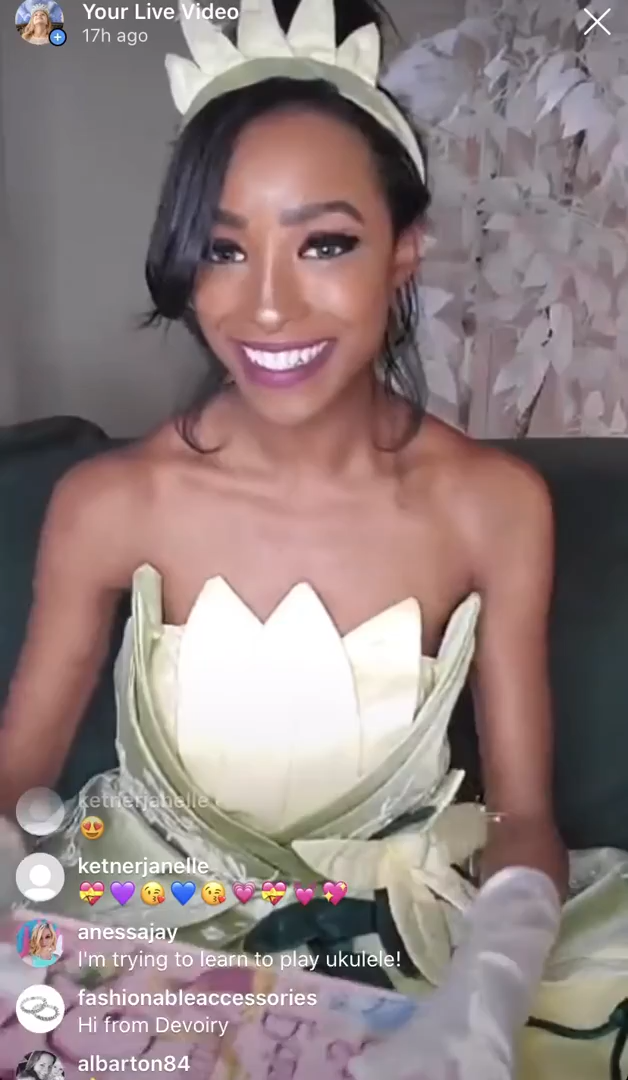 Your Live Video
17h ago
ketnerjanelle
😍
ketnerjanelle
💝💜😘💙😘💗💝💓💖
anessajay
I'm trying to learn to play ukulele!
fashionableaccessories
Hi from Devoiry
albarton84